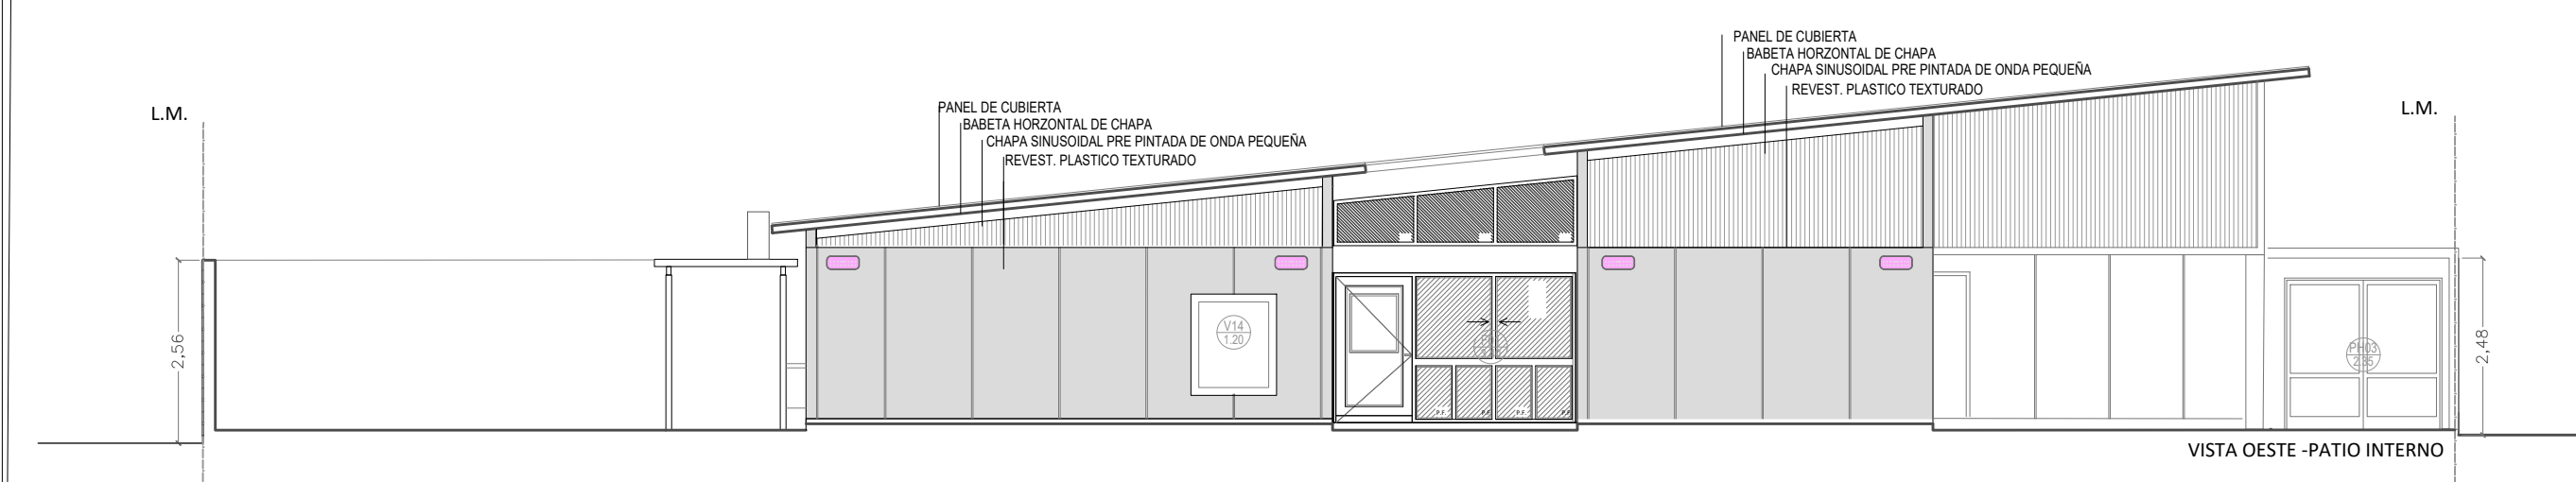 PANEL DE CUBIERTA
BABETA HORZONTAL DE CHAPA
CHAPA SINUSOIDAL PRE PINTADA DE ONDA PEQUEÑA
REVEST. PLASTICO TEXTURADO
L.M.
L.M.
PANEL DE CUBIERTA
BABETA HORZONTAL DE CHAPA
CHAPA SINUSOIDAL PRE PINTADA DE ONDA PEQUEÑA
REVEST. PLASTICO TEXTURADO
2,56
V14
1.20
PH03
2,48
P.F.
P.F.
P.F.
P.F.
VISTA OESTE -PATIO INTERNO